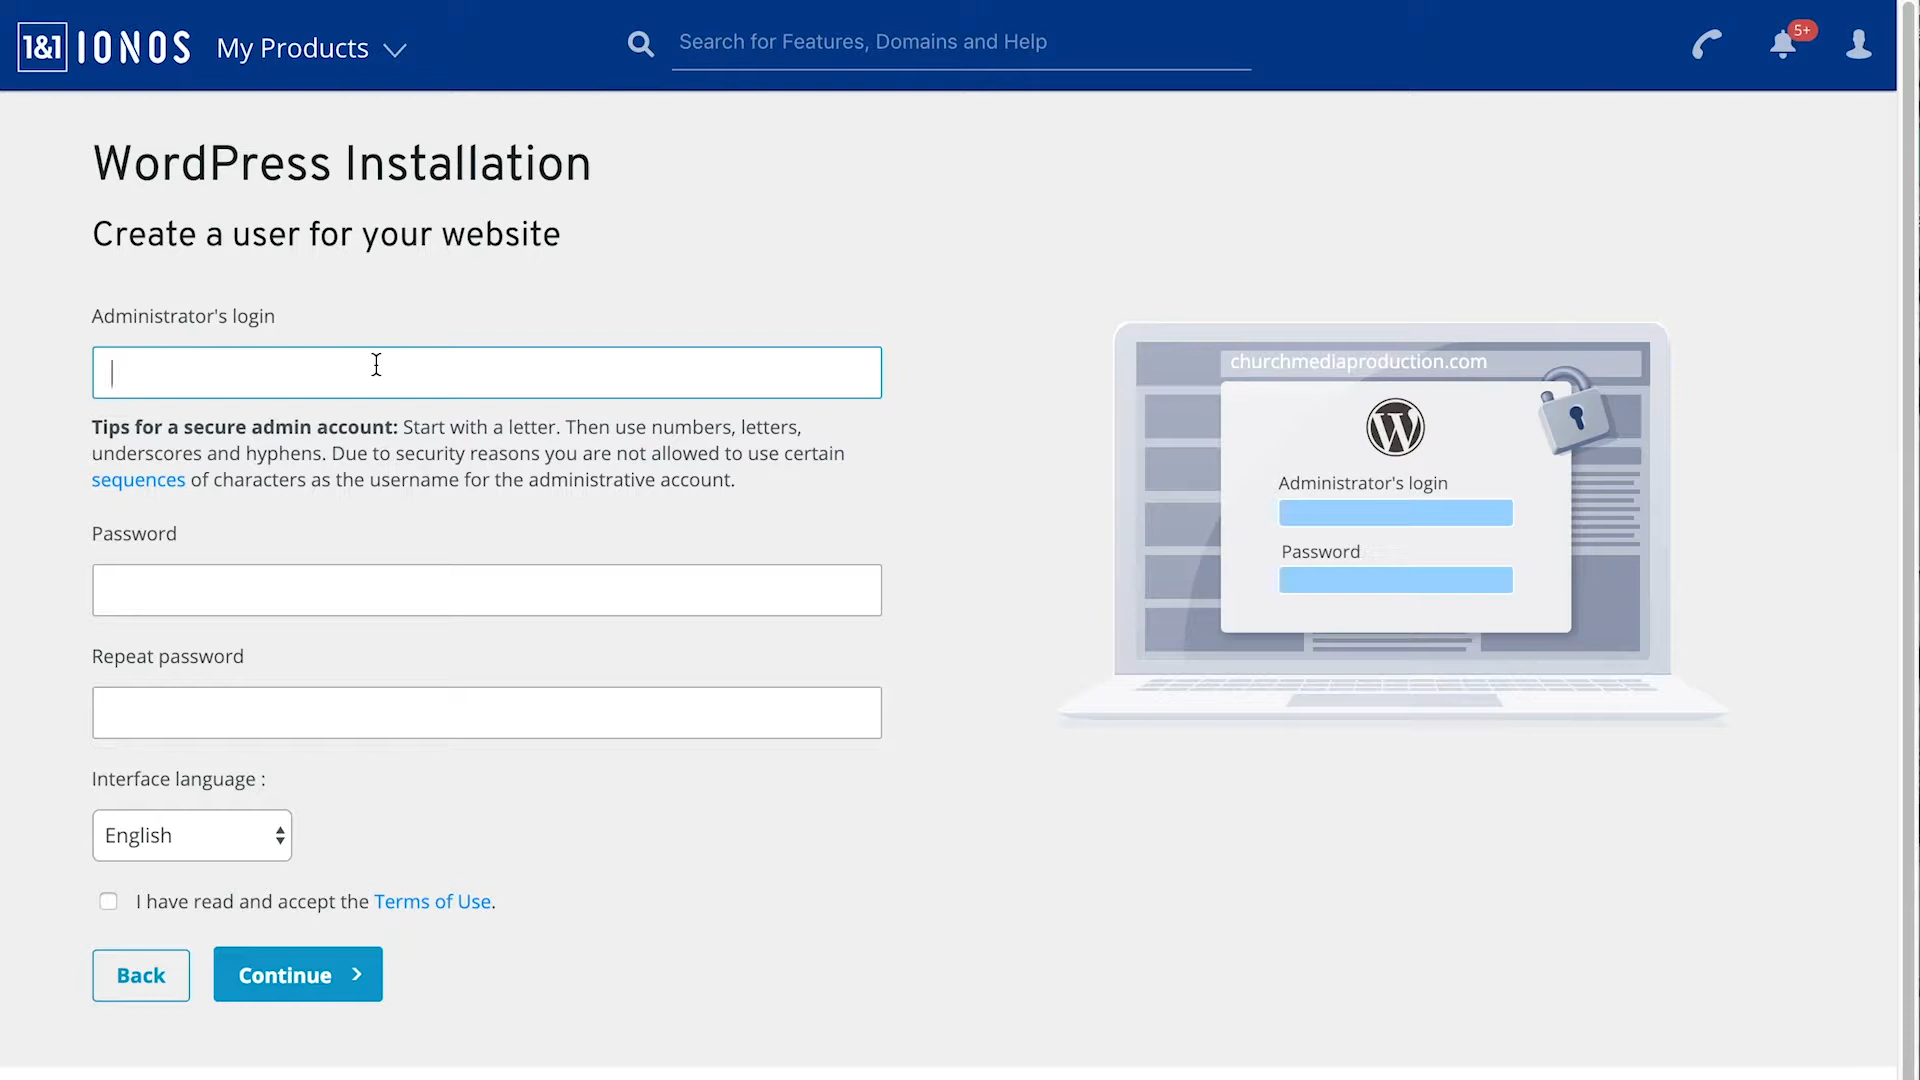 1&1 IONOS My Products Search for Features, Domains and Help 5+
WordPress Installation
Create a user for your website
Administrator's login
Tips for a secure admin account: Start with a letter. Then use numbers, letters,
underscores and hyphens. Due to security reasons you are not allowed to use certain
sequences of characters as the username for the administrative account.
Password
Repeat password
Interface language :
English
I have read and accept the Terms of Use.
Back Continue
churchmediaproduction.com
W
Administrator's login
Password